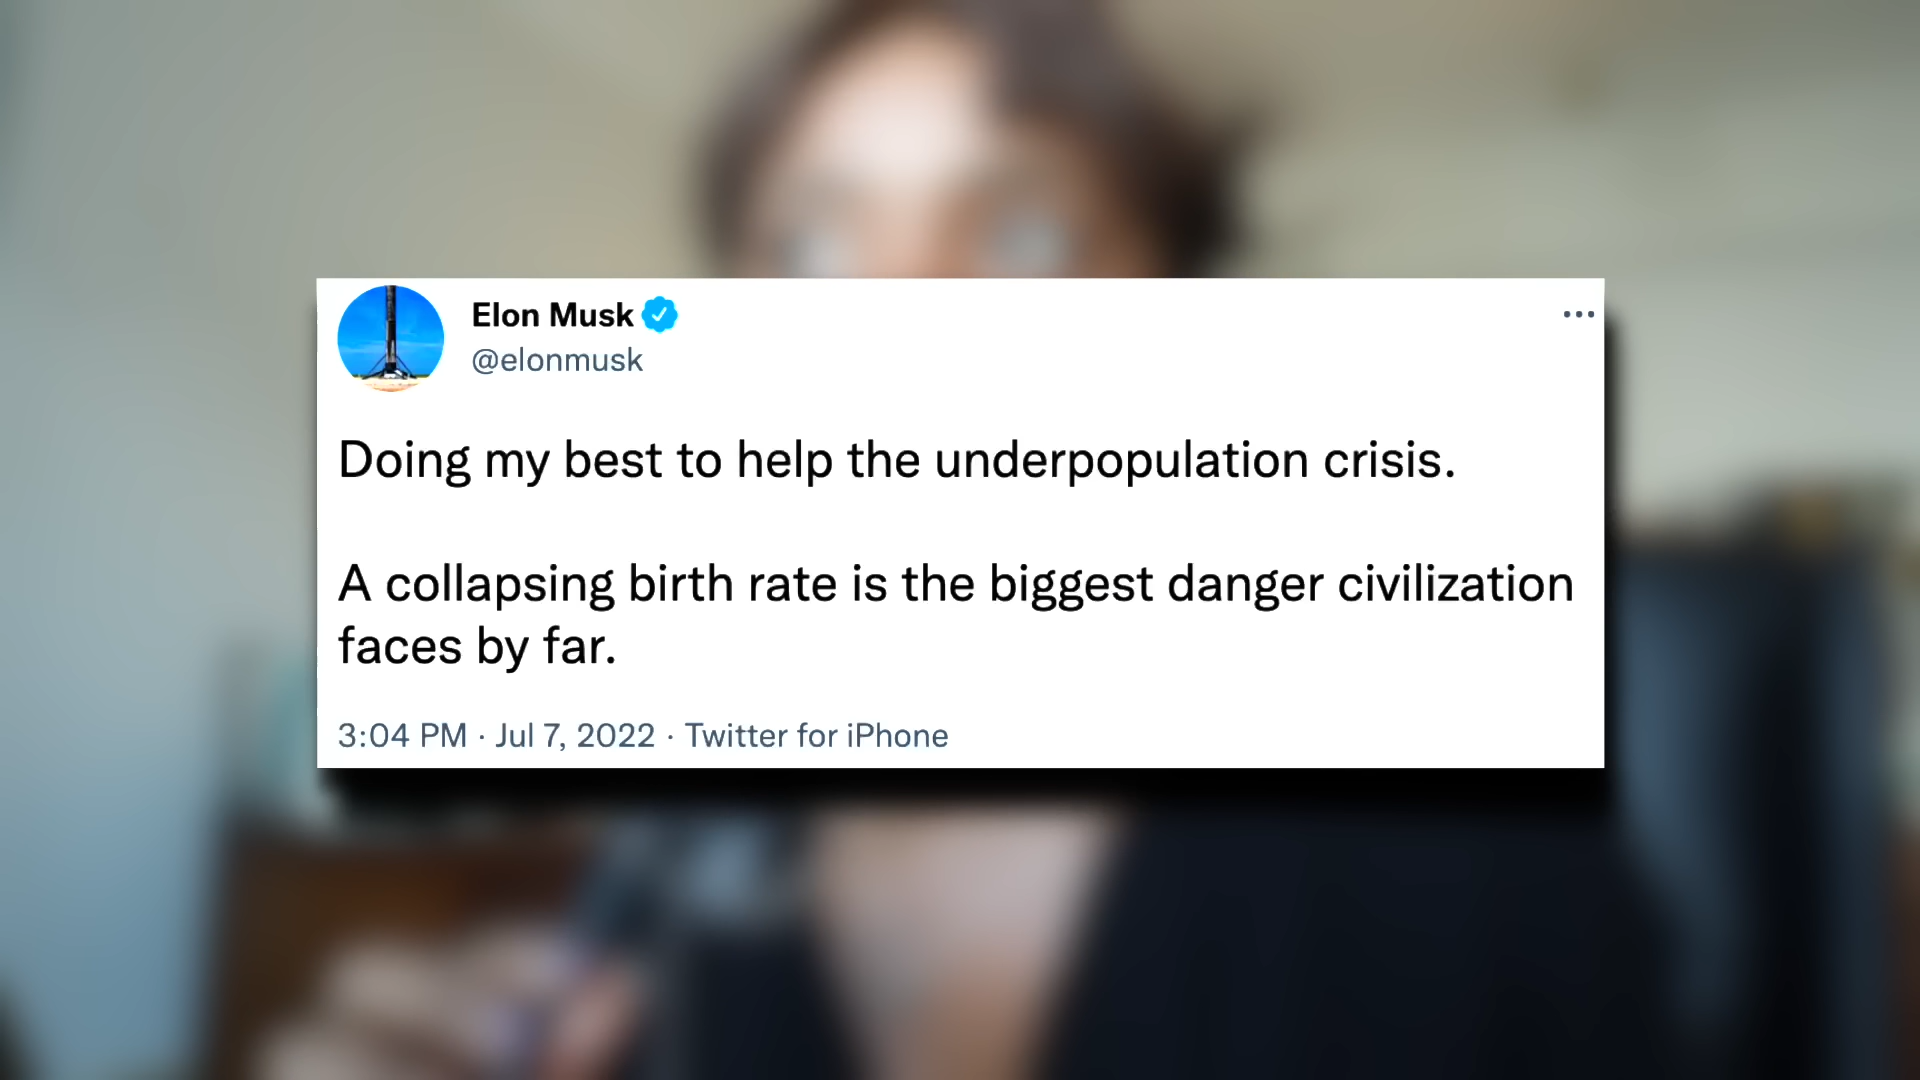 Elon Musk
@elonmusk
Doing my best to help the underpopulation crisis.
A collapsing birth rate is the biggest danger civilization
faces by far.
3:04 PM · Jul 7, 2022 · Twitter for iPhone